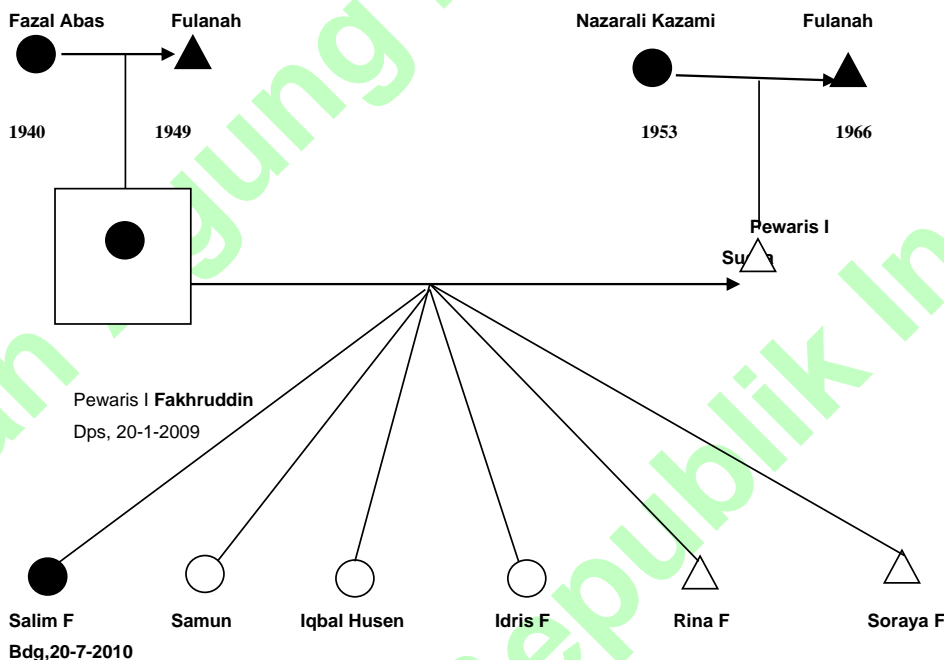 Fazal Abas Fulanah Nazarali Kazami Fulanah
1940 1949 1953 1966
Pewaris I
Pewaris I Fakhruddin
Dps, 20-1-2009
Salim F Samun Iqbal Husen Idris F Rina F Soraya F
Bdg,20-7-2010